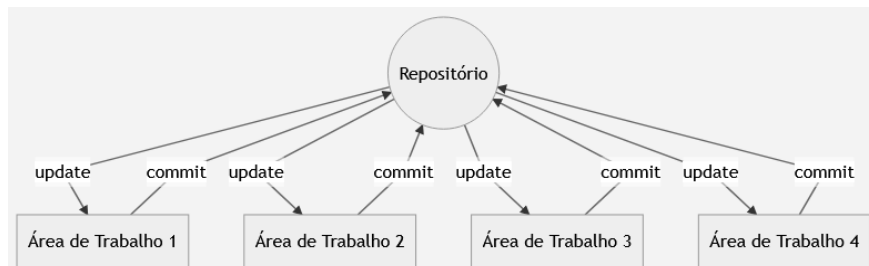 Repositório
update commit update commit update commit update commit
Área de Trabalho 1 Área de Trabalho 2 Área de Trabalho 3 Área de Trabalho 4